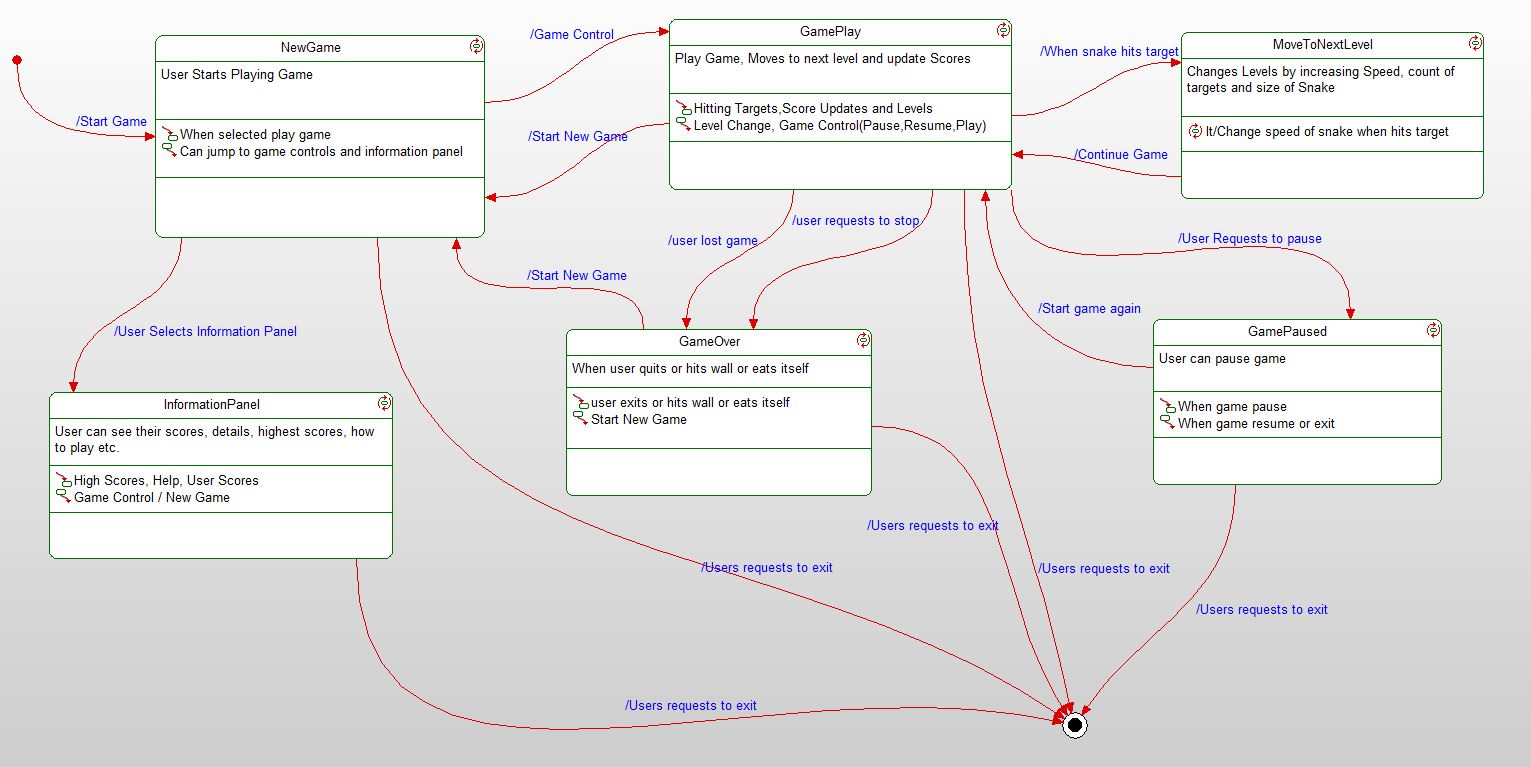 NewGame
User Starts Playing Game
When selected play game
Can jump to game controls and information panel
/Start Game
/Game Control
/Start New Game
GamePlay
Play Game, Moves to next level and update Scores
Hitting Targets,Score Updates and Levels
Level Change, Game Control(Pause,Resume,Play)
/When snake hits target
/Continue Game
MoveToNextLevel
Changes Levels by increasing Speed, count of
targets and size of Snake
It/Change speed of snake when hits target
/user lost game
/user requests to stop
/User Requests to pause
/Start New Game
/Start game again
/User Selects Information Panel
GameOver
When user quits or hits wall or eats itself
user exits or hits wall or eats itself
Start New Game
GamePaused
User can pause game
When game pause
When game resume or exit
InformationPanel
User can see their scores, details, highest scores, how
to play etc.
High Scores, Help, User Scores
Game Control / New Game
/Users requests to exit
/Users requests to exit
/Users requests to exit
/Users requests to exit
/Users requests to exit